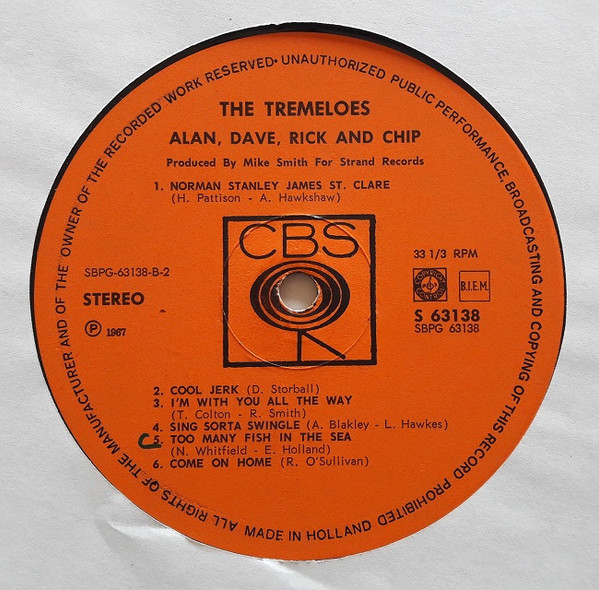 ALL RIGHTS OF THE MANUFACTURER AND OF THE OWNER OF THE RECORDED WORK RESERVED• UNAUTHORIZED PUBLIC PERFORMANCE, BROADCASTING AND COPYING OF THIS RECORD PROHIBITED
THE TREMELOES
ALAN, DAVE, RICK AND CHIP
Produced By Mike Smith For Strand Records
1. NORMAN STANLEY JAMES ST. CLARE
(H. Pattison - A. Hawkshaw)
CBS
33 1/3 RPM
SBPG-63138-B-2
B.I.E.M.
STEREO
S 63138
SBPG 63138
℗ 1967
2. COOL JERK (D. Storball)
3. I'M WITH YOU ALL THE WAY
(T. Colton - R. Smith)
4. SING SORTA SWINGLE (A. Blakley - L. Hawkes)
5. TOO MANY FISH IN THE SEA
(N. Whitfield - E. Holland)
6. COME ON HOME (R. O'Sullivan)
MADE IN HOLLAND